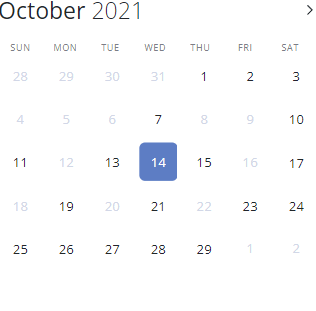 October 2021
SUN MON TUE WED THU FRI SAT
28 29 30 31 1 2 3
4 5 6 7 8 9 10
11 12 13 14 15 16 17
18 19 20 21 22 23 24
25 26 27 28 29 1 2